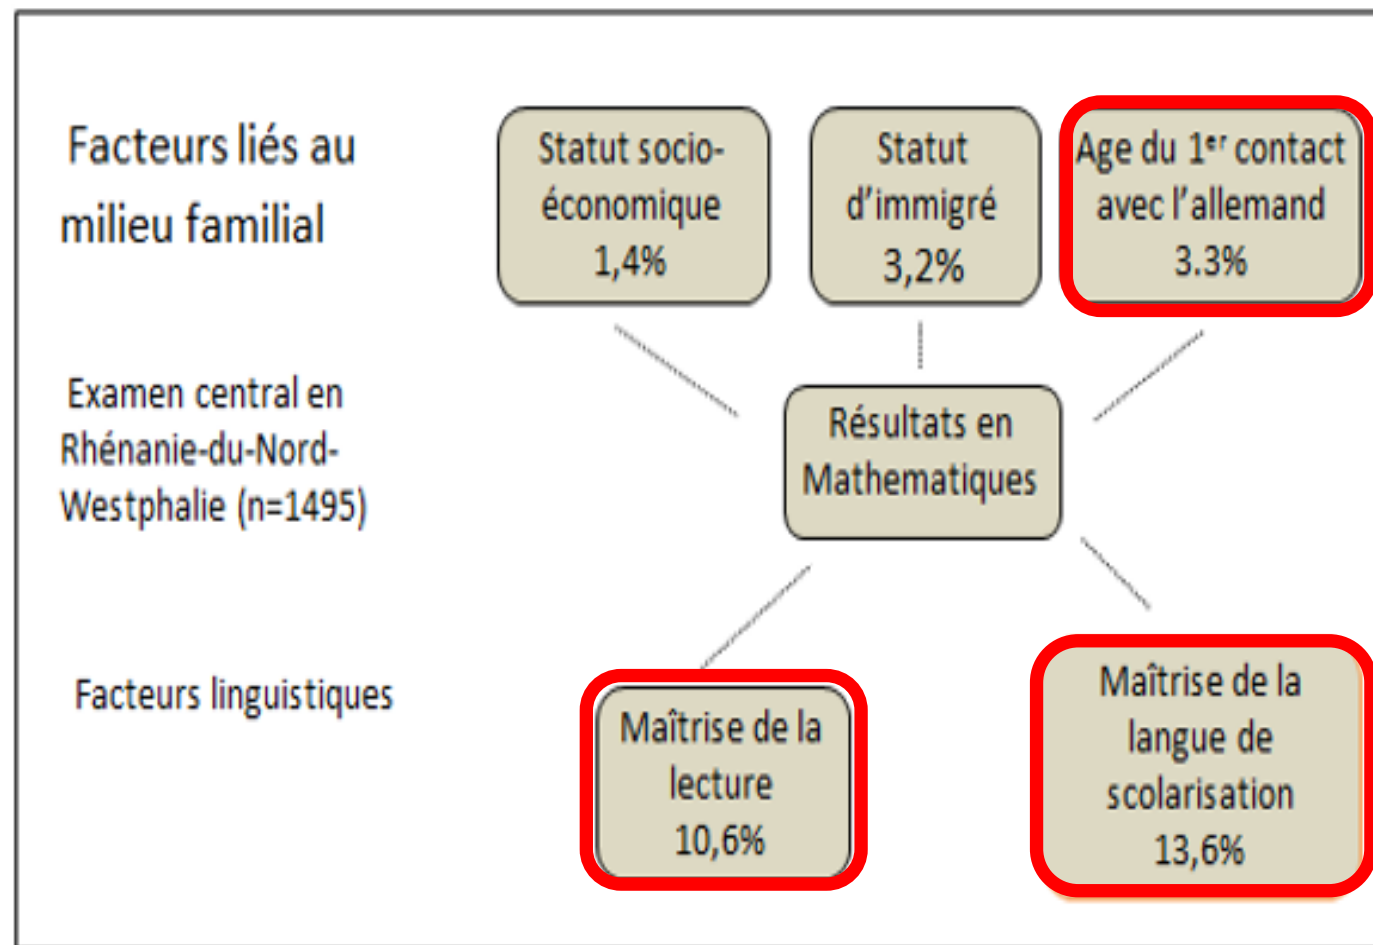 Facteurs liés au
milieu familial
Statut socio-
économique
1,4%
Statut
d'immigré
3,2%
Age du 1er contact
avec l'allemand
3.3%
Examen central en
Rhénanie-du-Nord-
Westphalie (n=1495)
Résultats en
Mathematiques
Facteurs linguistiques
Maîtrise de la
lecture
10,6%
Maîtrise de la
langue de
scolarisation
13,6%